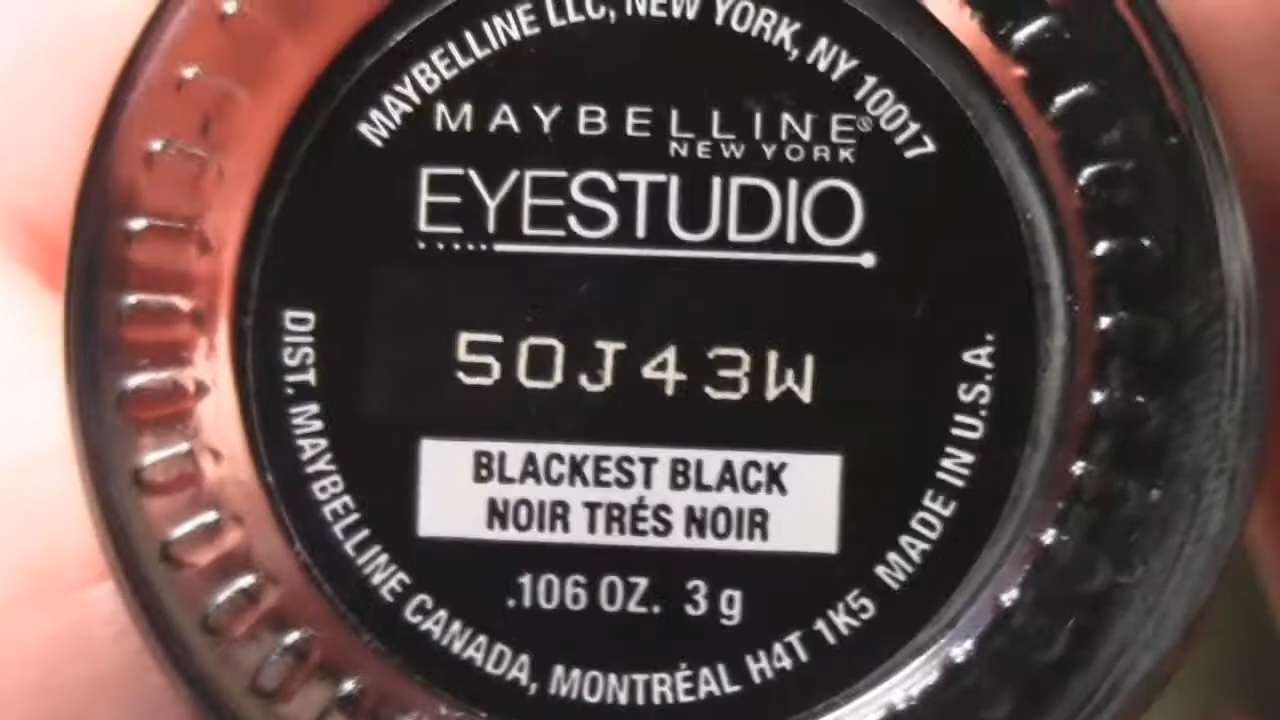 MAYBELLINE LLC, NEW YORK, NY 10017
MAYBELLINE®
NEW YORK
EYESTUDIO
50J43W
BLACKEST BLACK
NOIR TRÉS NOIR
.106 OZ. 3 g
DIST. MAYBELLINE CANADA, MONTRÉAL H4T 1K5 MADE IN U.S.A.